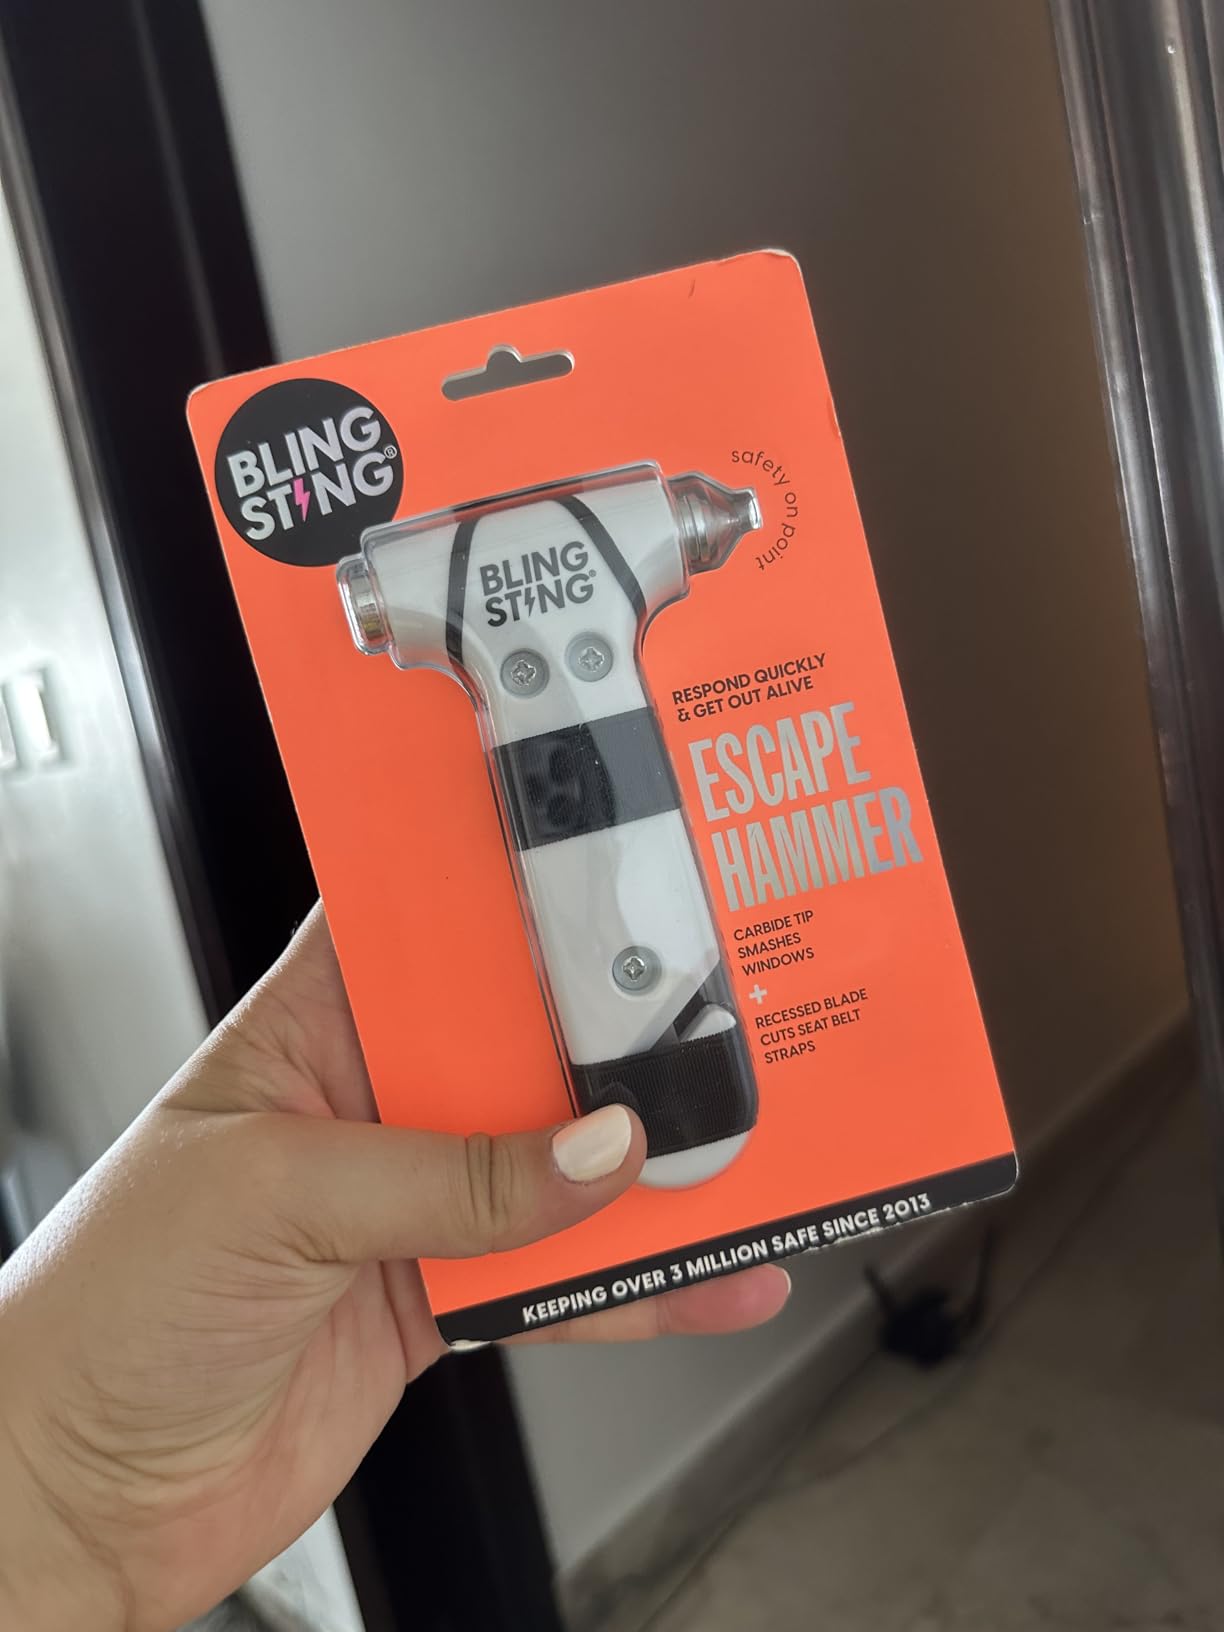 BLING
STING®
safety on point
BLING
STING®
RESPOND QUICKLY
& GET OUT ALIVE
ESCAPE
HAMMER
CARBIDE TIP
SMASHES
WINDOWS
+
RECESSED BLADE
CUTS SEAT BELT
STRAPS
KEEPING OVER 3 MILLION SAFE SINCE 2013